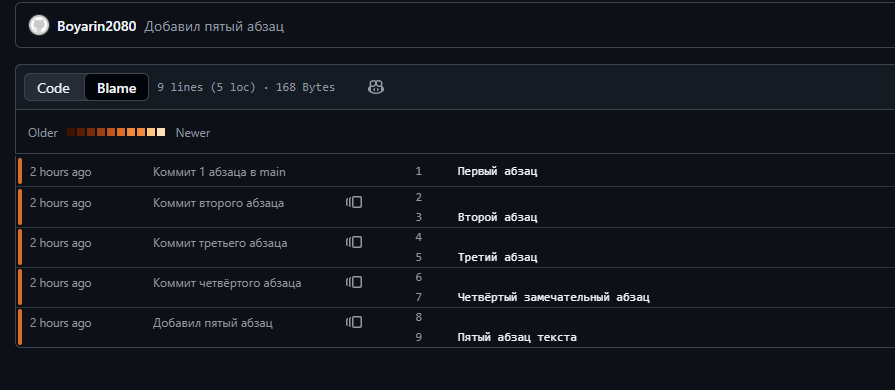 Boyarin2080 Добавил пятый абзац
Code Blame 9 lines (5 loc) · 168 Bytes
Older Newer
2 hours ago Коммит 1 абзаца в main 1 Первый абзац
2 hours ago Коммит второго абзаца 2
3 Второй абзац
2 hours ago Коммит третьего абзаца 4
5 Третий абзац
2 hours ago Коммит четвёртого абзаца 6
7 Четвёртый замечательный абзац
2 hours ago Добавил пятый абзац 8
9 Пятый абзац текста